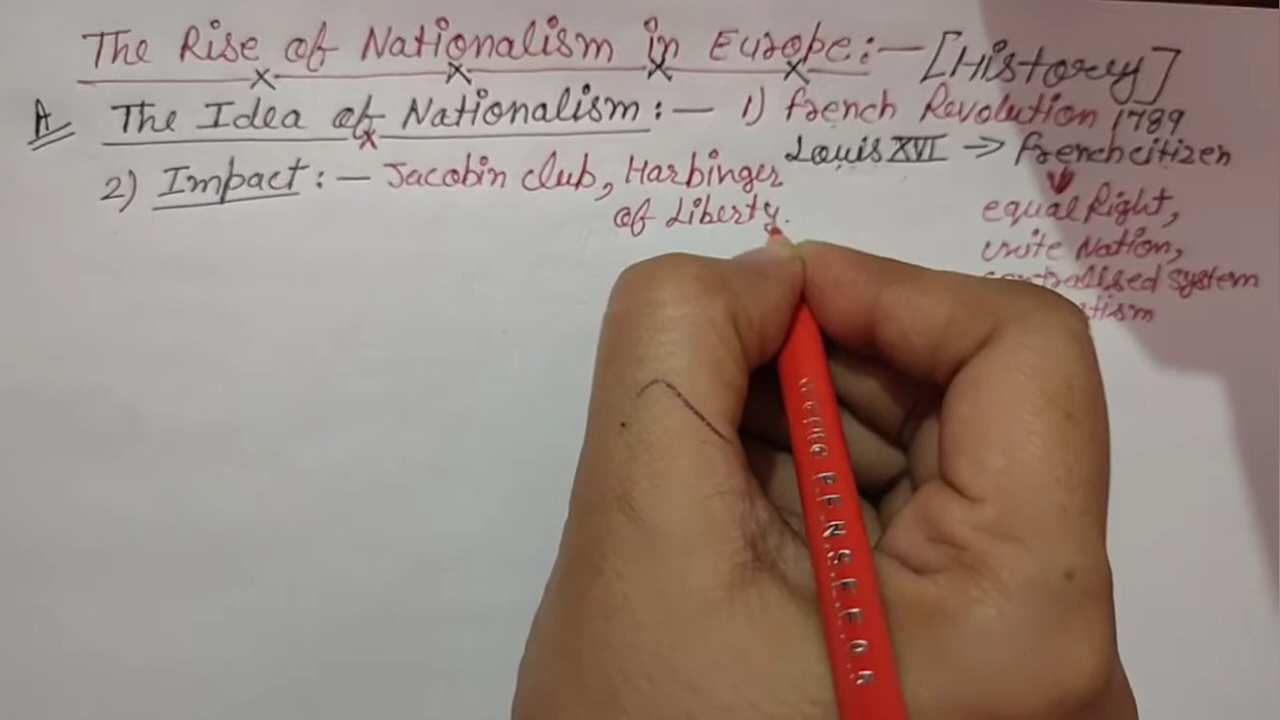 The Rise of Nationalism in Europe:— [History]
A The Idea of Nationalism:— 1) French Revolution 1789
Louis XVI → French citizen
2) Impact:— Jacobin club, Harbinger
of Liberty.
equal Right,
unite Nation,
system